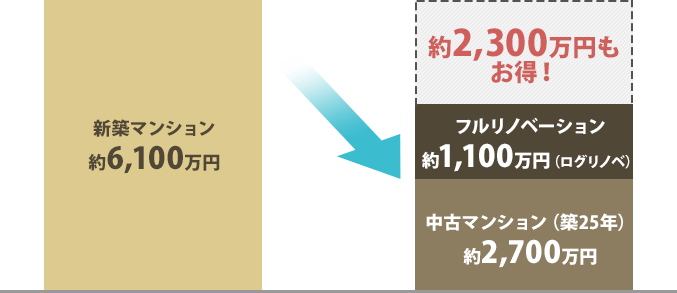 新築マンション
約6,100万円
約2,300万円も
お得！
フルリノベーション
約1,100万円（ログリノベ）
中古マンション（築25年）
約2,700万円